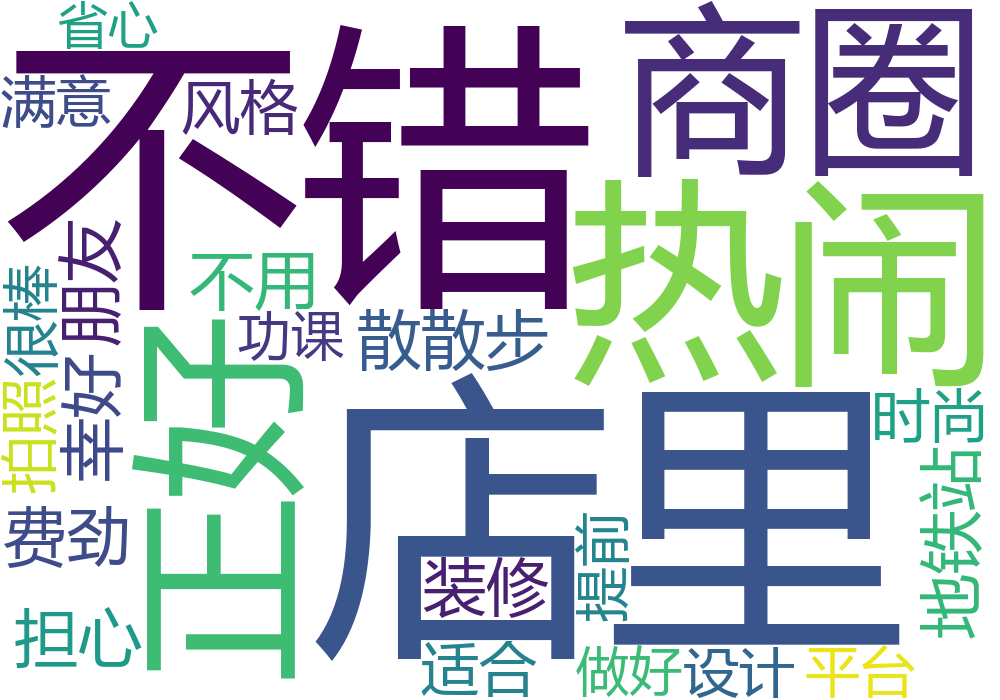 省心
不错
商圈
满意
风格
热闹
朋友
不用
很棒
功课
散散步
正好
幸好
拍照
店里
时尚
地铁站
费劲
提前
装修
担心
适合
做好
设计
平台